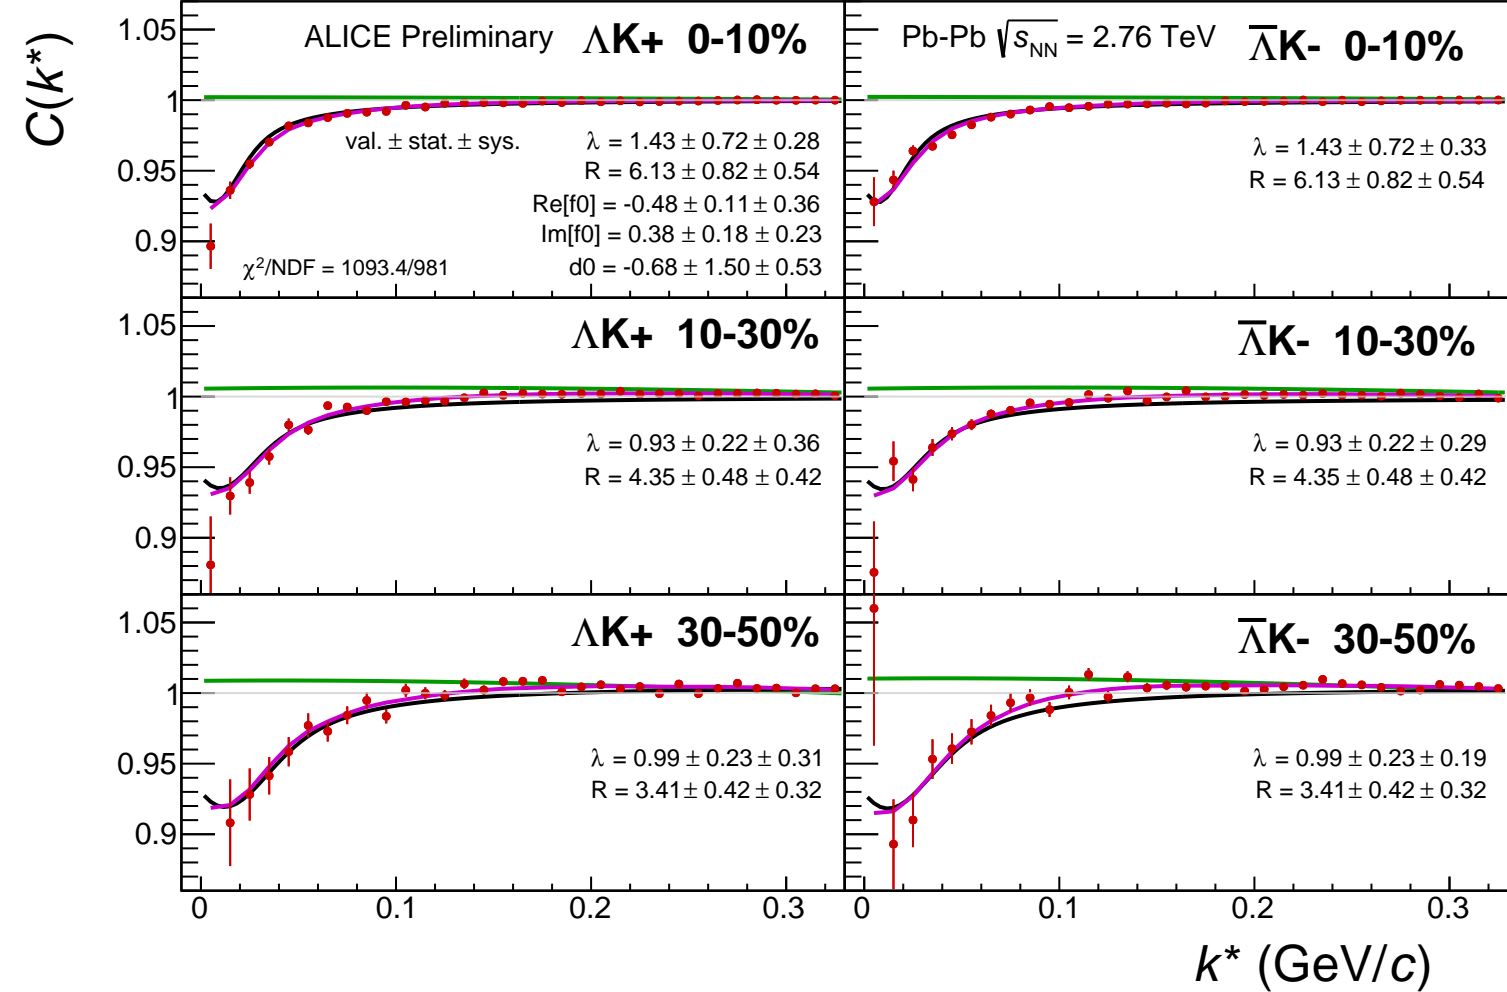 C(k*)
ALICE Preliminary ΛK+ 0-10%
val. ± stat. ± sys.
λ = 1.43 ± 0.72 ± 0.28
R = 6.13 ± 0.82 ± 0.54
Re[f0] = -0.48 ± 0.11 ± 0.36
Im[f0] = 0.38 ± 0.18 ± 0.23
d0 = -0.68 ± 1.50 ± 0.53
χ²/NDF = 1093.4/981
1.05
1
0.95
0.9
Pb-Pb √sNN = 2.76 TeV Λ̅K- 0-10%
λ = 1.43 ± 0.72 ± 0.33
R = 6.13 ± 0.82 ± 0.54
ΛK+ 10-30%
λ = 0.93 ± 0.22 ± 0.36
R = 4.35 ± 0.48 ± 0.42
1.05
1
0.95
0.9
Λ̅K- 10-30%
λ = 0.93 ± 0.22 ± 0.29
R = 4.35 ± 0.48 ± 0.42
ΛK+ 30-50%
λ = 0.99 ± 0.23 ± 0.31
R = 3.41 ± 0.42 ± 0.32
1.05
1
0.95
0.9
Λ̅K- 30-50%
λ = 0.99 ± 0.23 ± 0.19
R = 3.41 ± 0.42 ± 0.32
0 0.1 0.2 0.3
0 0.1 0.2 0.3
k* (GeV/c)